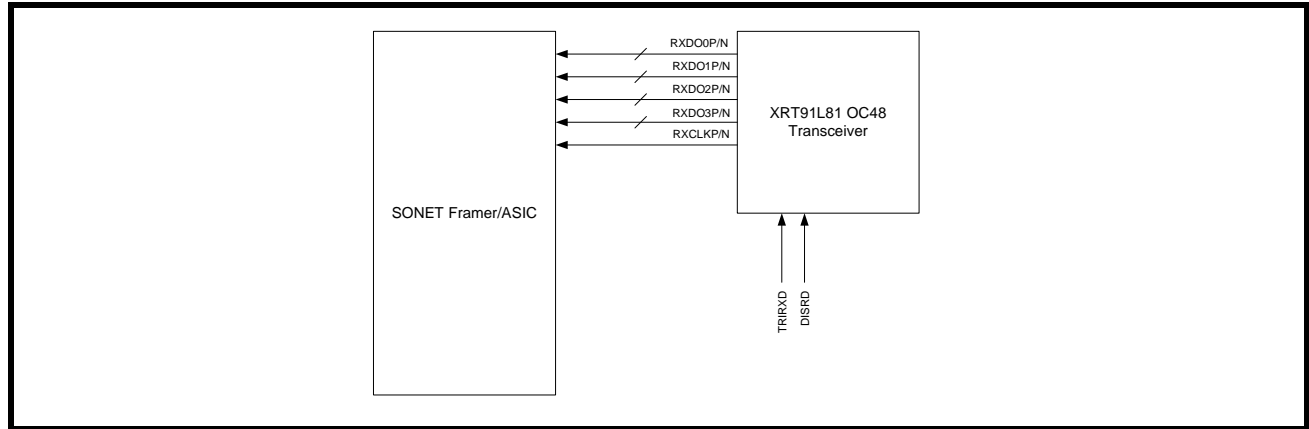 RXDO0P/N
RXDO1P/N
RXDO2P/N
RXDO3P/N
RXCLKP/N
XRT91L81 OC48
Transceiver
SONET Framer/ASIC
TRIRXD
DISRD